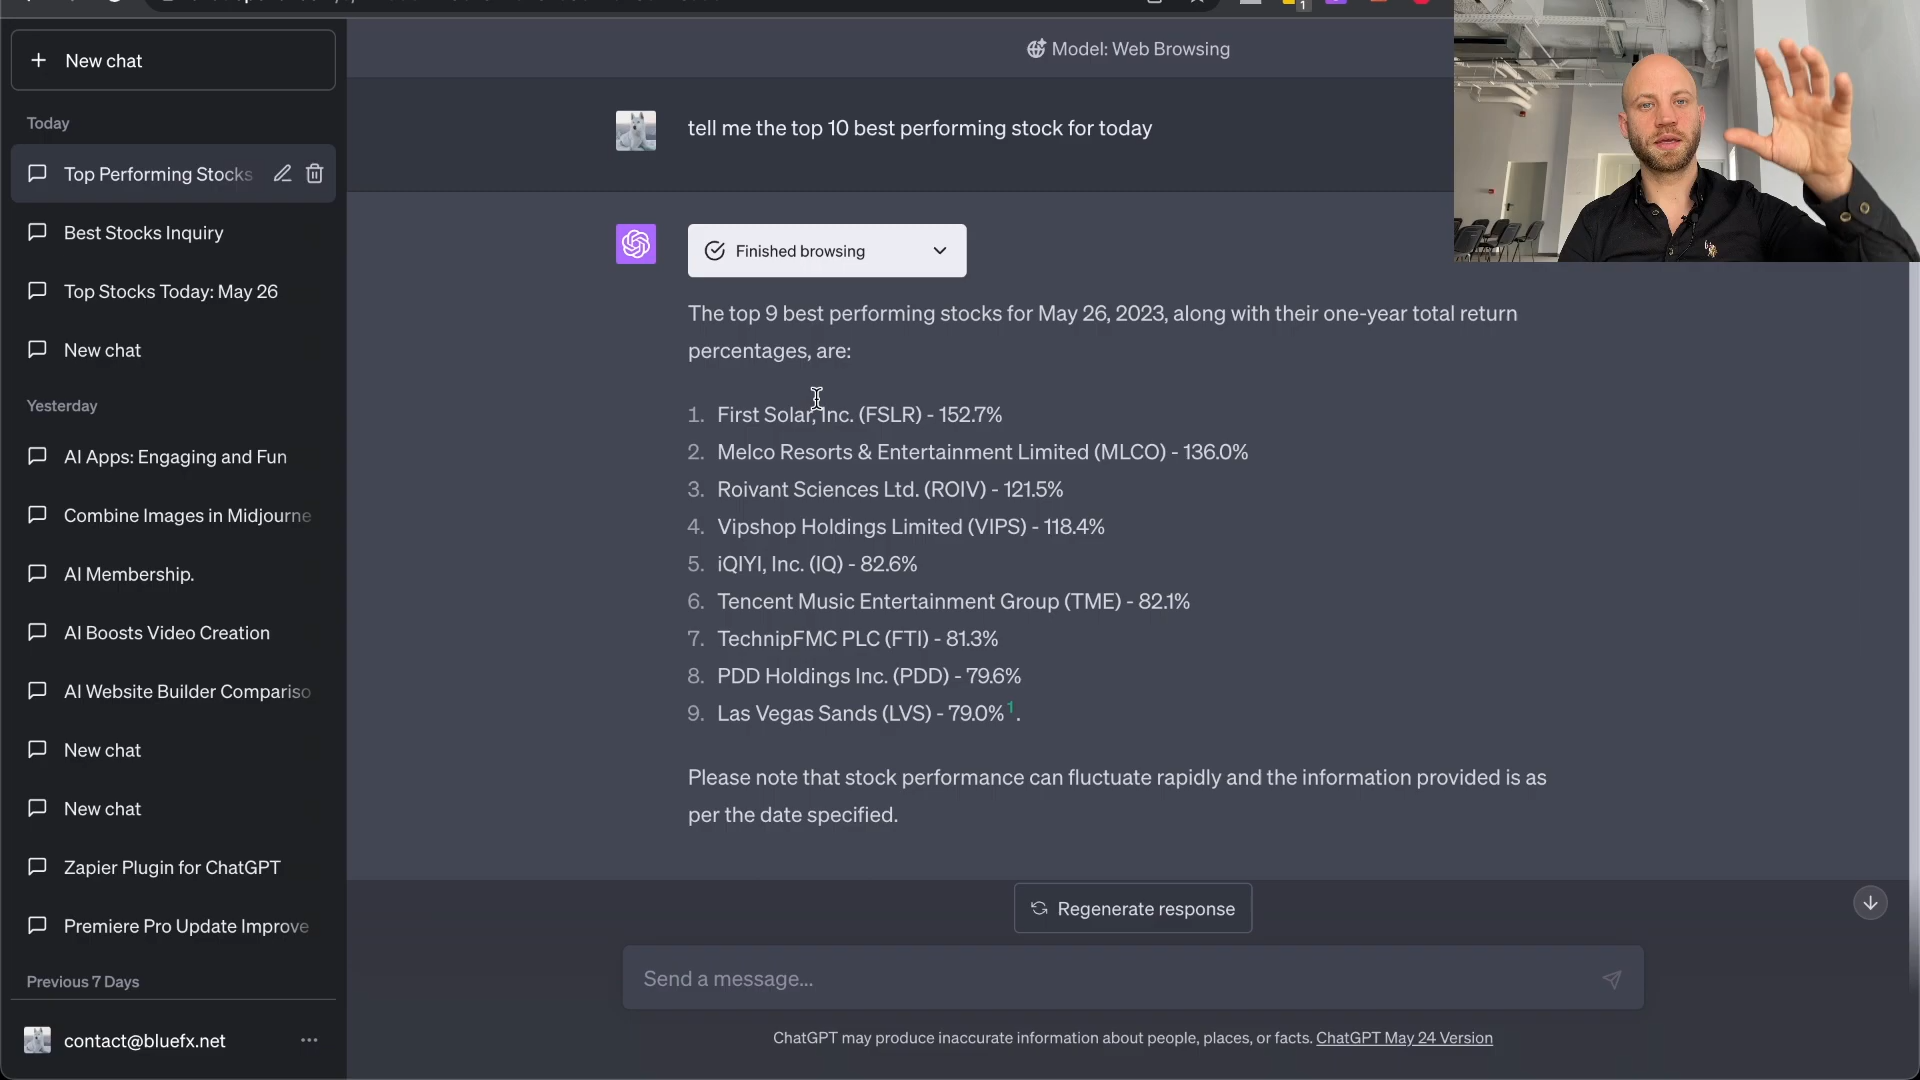 New chat
Today
Top Performing Stocks
Best Stocks Inquiry
Top Stocks Today: May 26
New chat
Yesterday
AI Apps: Engaging and Fun
Combine Images in Midjourne
AI Membership.
AI Boosts Video Creation
AI Website Builder Compariso
New chat
New chat
Zapier Plugin for ChatGPT
Premiere Pro Update Improve
Previous 7 Days
contact@bluefx.net
1
Model: Web Browsing
tell me the top 10 best performing stock for today
Finished browsing
The top 9 best performing stocks for May 26, 2023, along with their one-year total return
percentages, are:
1. First Solar, Inc. (FSLR) - 152.7%
2. Melco Resorts & Entertainment Limited (MLCO) - 136.0%
3. Roivant Sciences Ltd. (ROIV) - 121.5%
4. Vipshop Holdings Limited (VIPS) - 118.4%
5. iQIYI, Inc. (IQ) - 82.6%
6. Tencent Music Entertainment Group (TME) - 82.1%
7. TechnipFMC PLC (FTI) - 81.3%
8. PDD Holdings Inc. (PDD) - 79.6%
9. Las Vegas Sands (LVS) - 79.0% 1.
Please note that stock performance can fluctuate rapidly and the information provided is as
per the date specified.
Regenerate response
Send a message...
ChatGPT may produce inaccurate information about people, places, or facts. ChatGPT May 24 Version